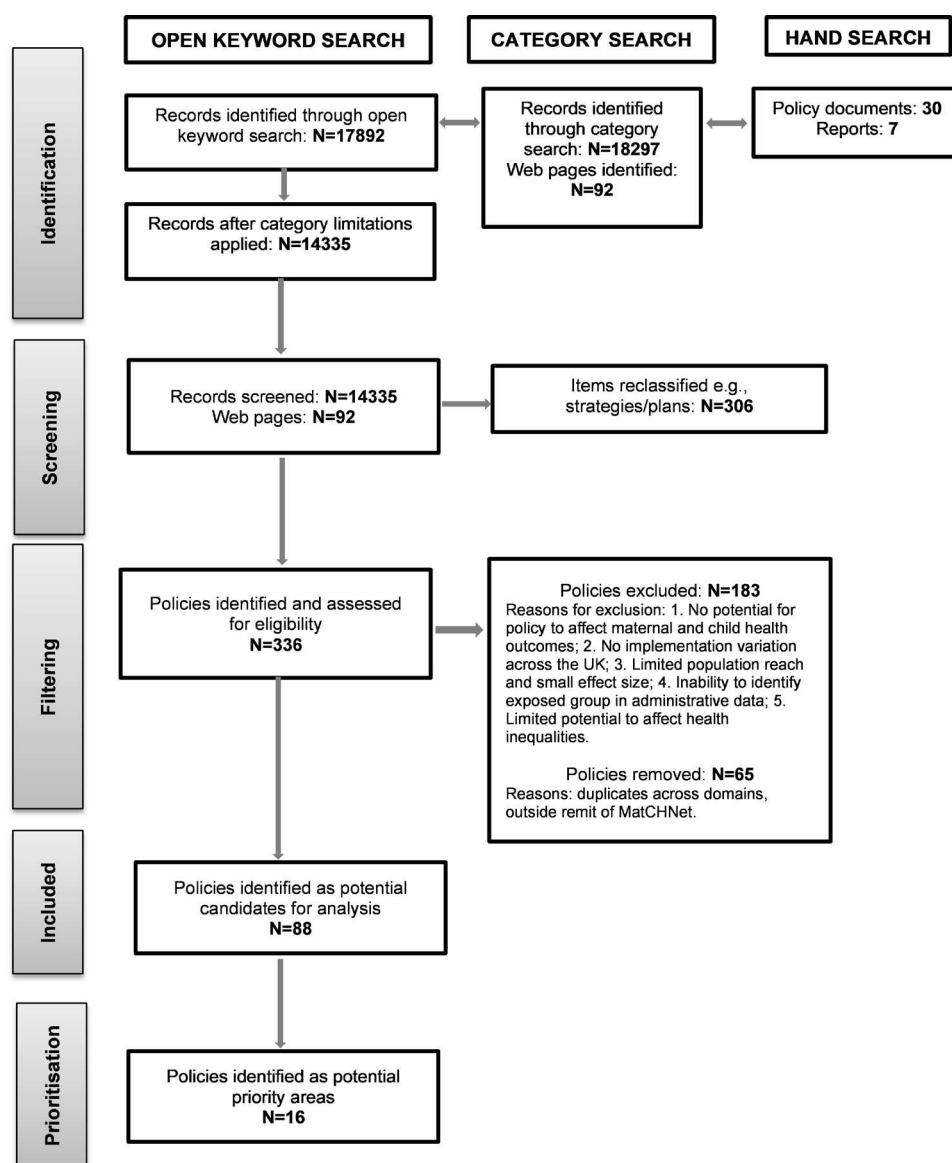 OPEN KEYWORD SEARCH
CATEGORY SEARCH
HAND SEARCH
Identification
Records identified through open
keyword search: N=17892
Records identified
through category
search: N=18297
Web pages identified:
N=92
Policy documents: 30
Reports: 7
Records after category limitations
applied: N=14335
Screening
Records screened: N=14335
Web pages: N=92
Items reclassified e.g.,
strategies/plans: N=306
Filtering
Policies identified and assessed
for eligibility
N=336
Policies excluded: N=183
Reasons for exclusion: 1. No potential for
policy to affect maternal and child health
outcomes; 2. No implementation variation
across the UK; 3. Limited population reach
and small effect size; 4. Inability to identify
exposed group in administrative data; 5.
Limited potential to affect health
inequalities.
Policies removed: N=65
Reasons: duplicates across domains,
outside remit of MatCHNet.
Included
Policies identified as potential
candidates for analysis
N=88
Prioritisation
Policies identified as potential
priority areas
N=16